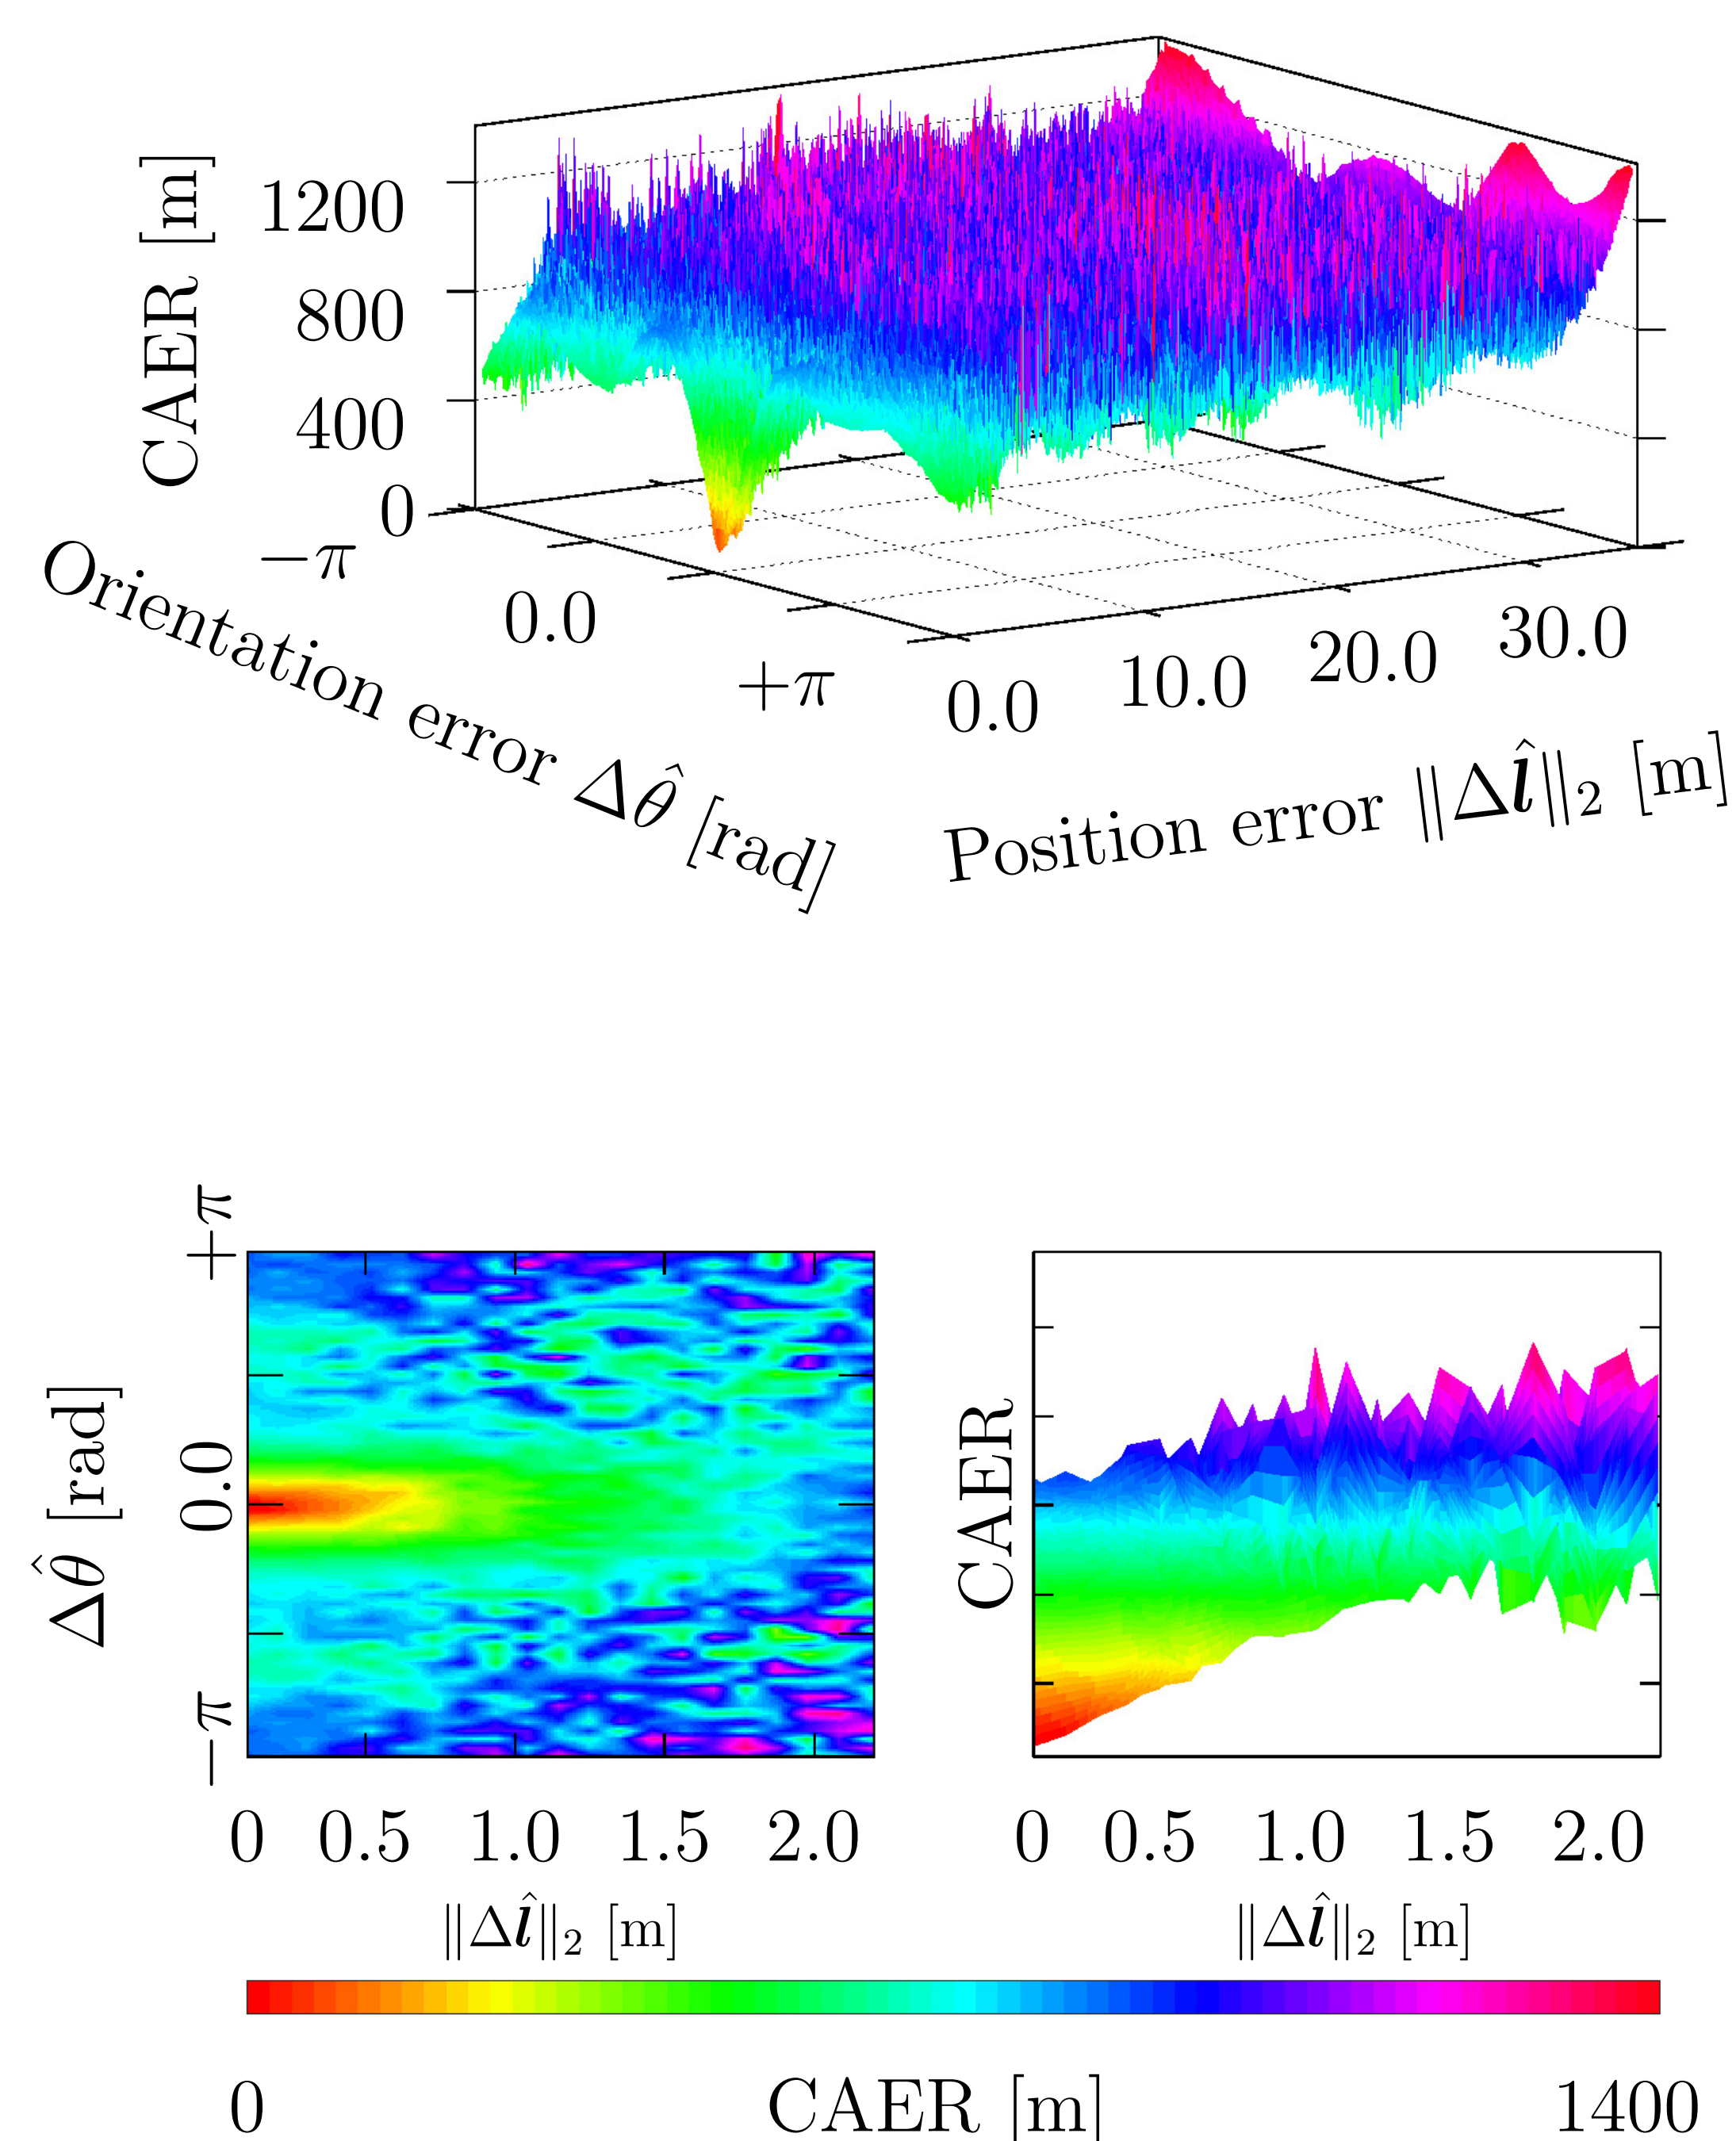 CAER [m]
1200
800
400
0
−π
0.0
+π
Orientation error Δθ̂ [rad]
0.0
10.0
20.0
30.0
Position error ‖Δl̂‖₂ [m]
+π
0.0
−π
Δθ̂ [rad]
0 0.5 1.0 1.5 2.0
‖Δl̂‖₂ [m]
CAER
0 0.5 1.0 1.5 2.0
‖Δl̂‖₂ [m]
0 CAER [m] 1400